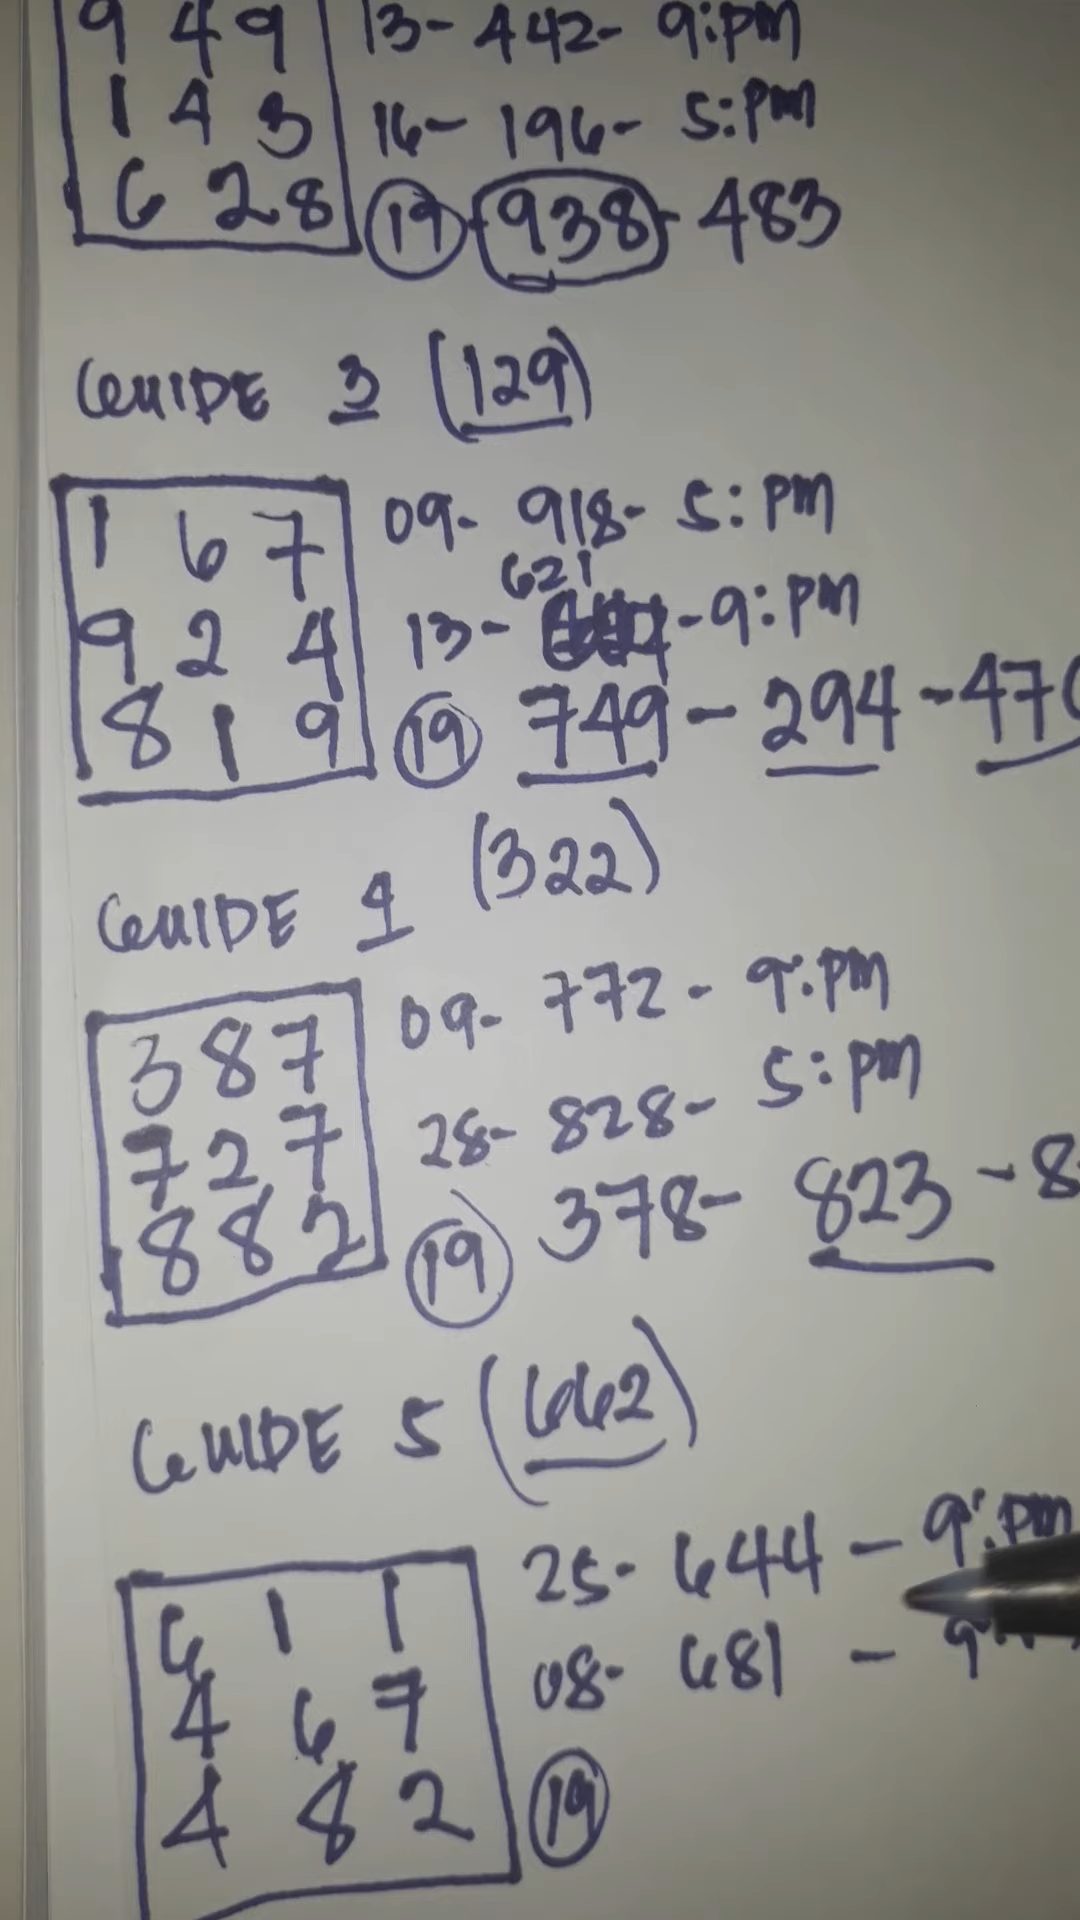 9 4 9 13- 442- 9:pm
1 4 3 16- 196- 5:pm
6 2 8 19 - 938 - 483
GUIDE 3 (129)
1 6 7 09- 918- 5:pm
621
9 2 4 13- -9:pm
8 1 9 19 749 - 294 -47
GUIDE 4 (322)
3 8 7 09- 772- 9:pm
7 2 7 28- 828- 5:pm
8 8 2 19 378- 823 -8
GUIDE 5 (662)
6 1 1 25- 644 - 9:pm
4 6 7 08- 681 - 9
4 8 2 19